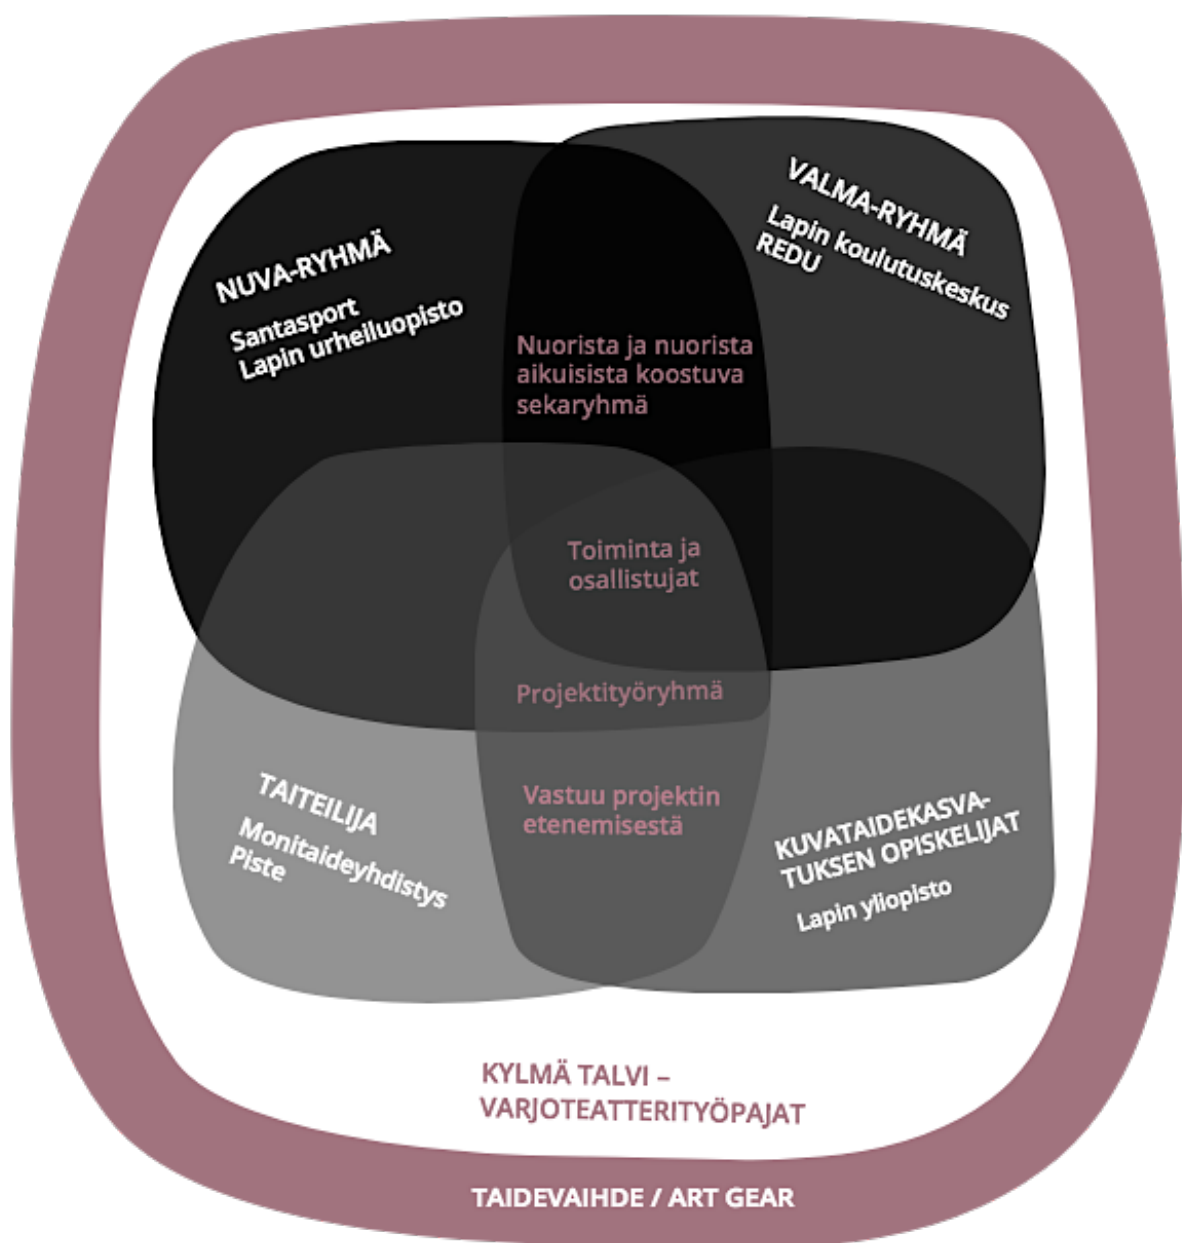 NUVA-RYHMÄ
Santasport
Lapin urheiluopisto
VALMA-RYHMÄ
Lapin koulutuskeskus
REDU
Nuorista ja nuorista
aikuisista koostuva
sekaryhmä
Toiminta ja
osallistujat
Projektityöryhmä
Vastuu projektin
etenemisestä
TAITEILIJA
Monitaideyhdistys
Piste
KUVATAIDEKASVA-
TUKSEN OPISKELIJAT
Lapin yliopisto
KYLMÄ TALVI –
VARJOTEATTERITYÖPAJAT
TAIDEVAIHDE / ART GEAR